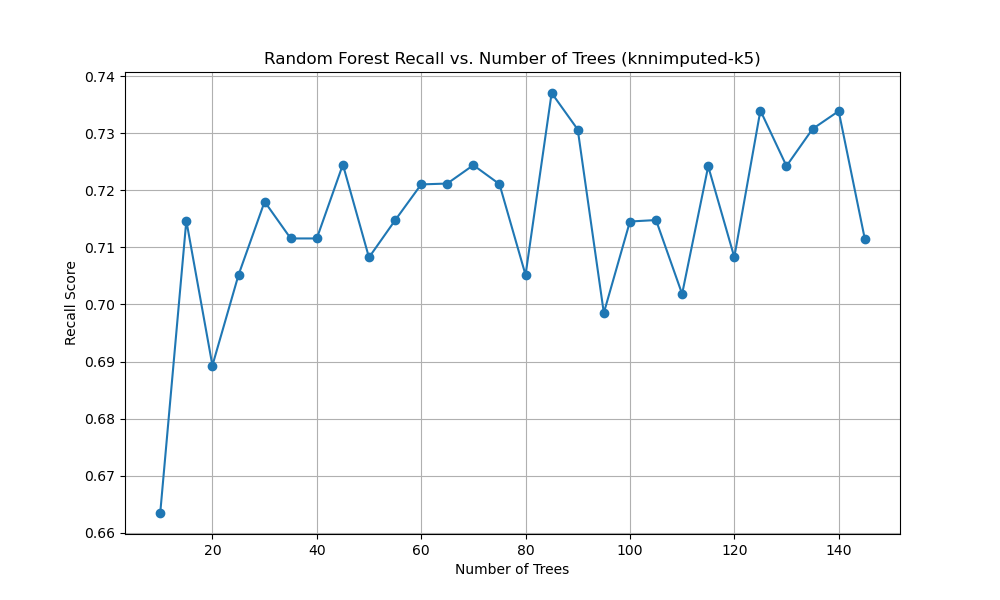 Random Forest Recall vs. Number of Trees (knnimputed-k5)
0.74
0.73
0.72
0.71
0.70
0.69
0.68
0.67
0.66
Recall Score
20 40 60 80 100 120 140
Number of Trees